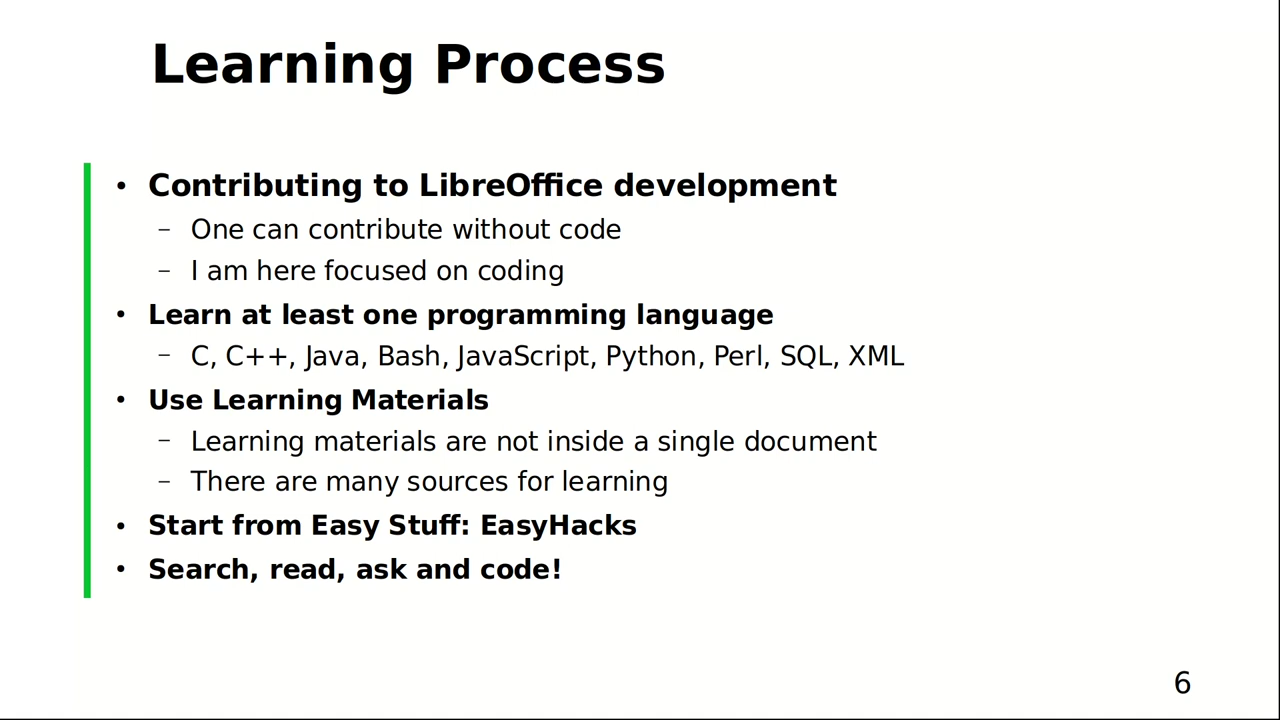 Learning Process
• Contributing to LibreOffice development
– One can contribute without code
– I am here focused on coding
• Learn at least one programming language
– C, C++, Java, Bash, JavaScript, Python, Perl, SQL, XML
• Use Learning Materials
– Learning materials are not inside a single document
– There are many sources for learning
• Start from Easy Stuff: EasyHacks
• Search, read, ask and code!
6